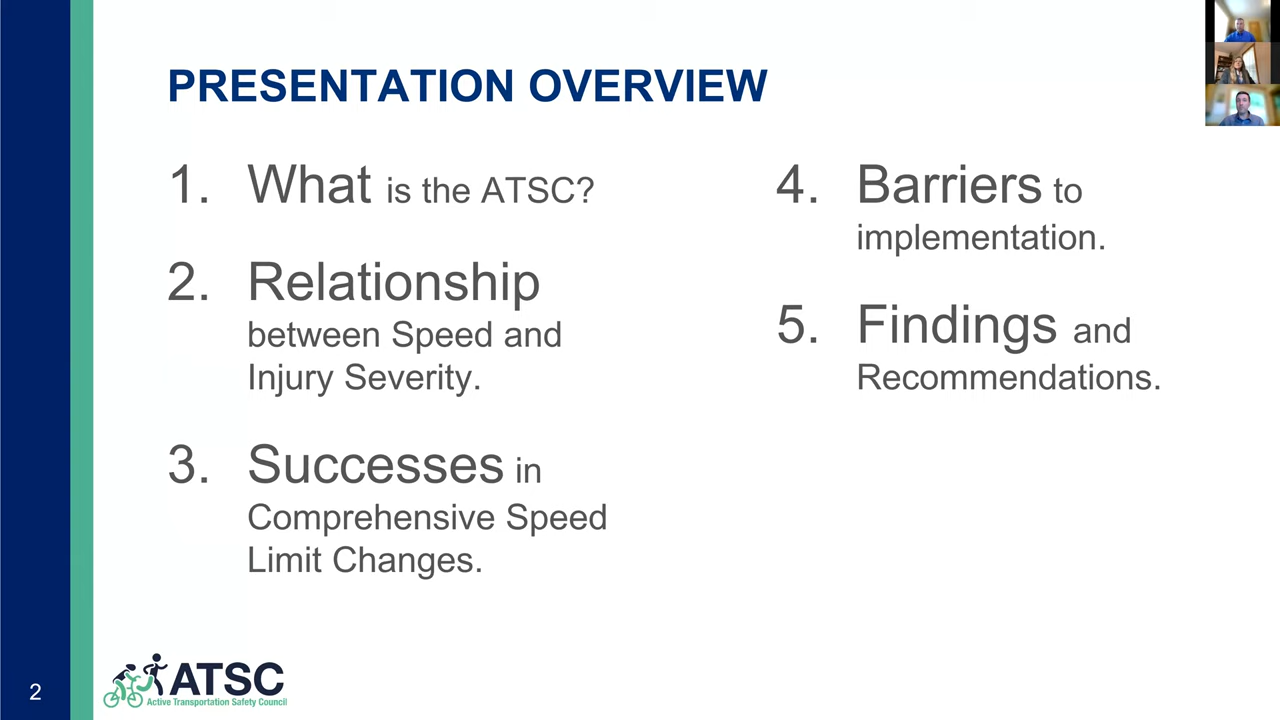 PRESENTATION OVERVIEW
1. What is the ATSC?
2. Relationship
between Speed and
Injury Severity.
3. Successes in
Comprehensive Speed
Limit Changes.
4. Barriers to
implementation.
5. Findings and
Recommendations.
2
ATSC
Active Transportation Safety Council